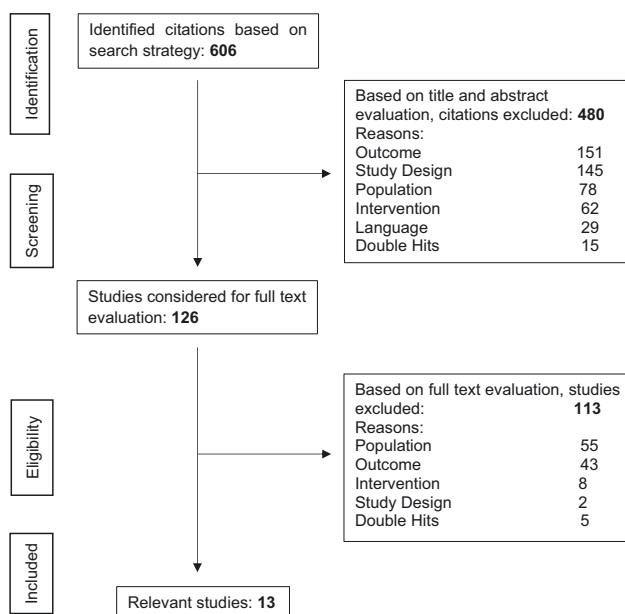 Identification
Identified citations based on
search strategy: 606
Based on title and abstract
evaluation, citations excluded: 480
Reasons:
Outcome 151
Study Design 145
Population 78
Intervention 62
Language 29
Double Hits 15
Screening
Studies considered for full text
evaluation: 126
Based on full text evaluation, studies
excluded: 113
Reasons:
Population 55
Outcome 43
Intervention 8
Study Design 2
Double Hits 5
Eligibility
Included
Relevant studies: 13